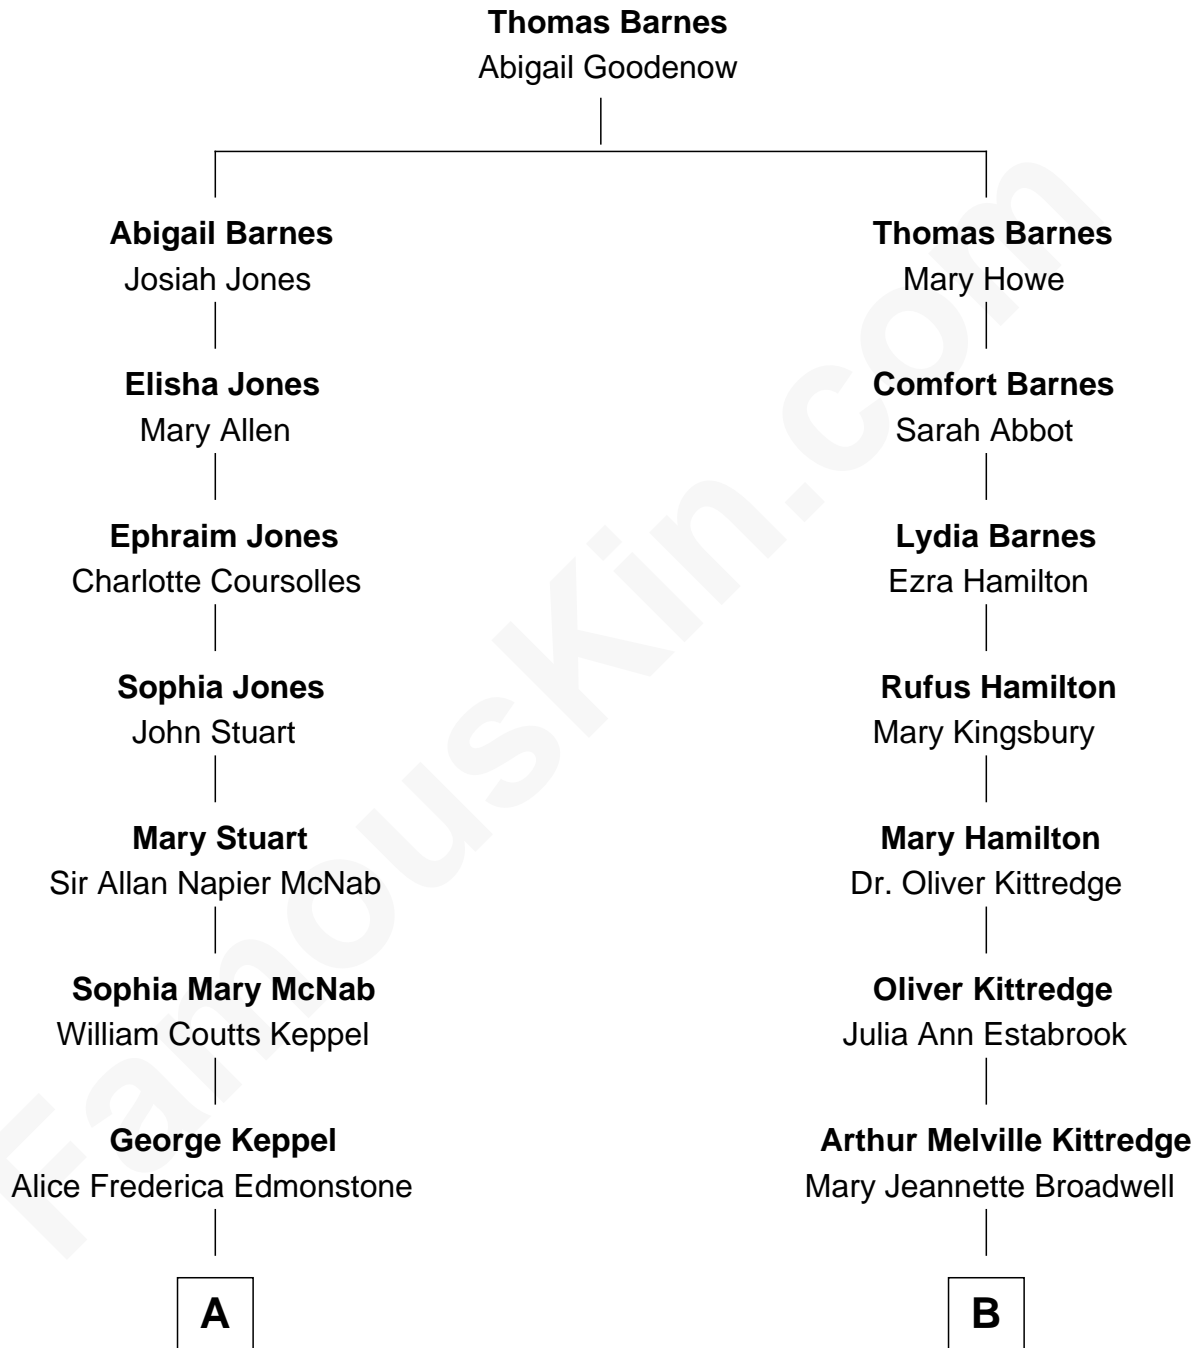 Thomas Barnes
Abigail Goodenow
Abigail Barnes
Josiah Jones
Elisha Jones
Mary Allen
Ephraim Jones
Charlotte Coursolles
Sophia Jones
John Stuart
Mary Stuart
Sir Allan Napier McNab
Sophia Mary McNab
William Coutts Keppel
George Keppel
Alice Frederica Edmonstone
A
Thomas Barnes
Mary Howe
Comfort Barnes
Sarah Abbot
Lydia Barnes
Ezra Hamilton
Rufus Hamilton
Mary Kingsbury
Mary Hamilton
Dr. Oliver Kittredge
Oliver Kittredge
Julia Ann Estabrook
Arthur Melville Kittredge
Mary Jeannette Broadwell
B
FamousKin.com